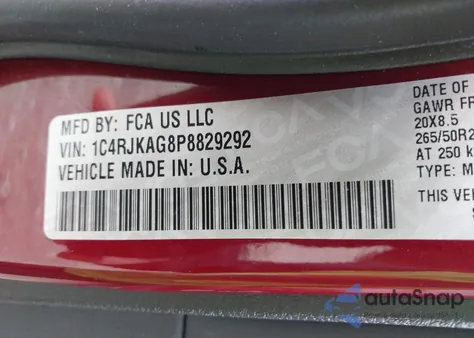 MFD BY: FCA US LLC
VIN: 1C4RJKAG8P8829292
VEHICLE MADE IN: U.S.A.
DATE OF
GAWR FR
20X8.5
265/50R2
AT 250 k
TYPE: M
THIS VE
autoSnap